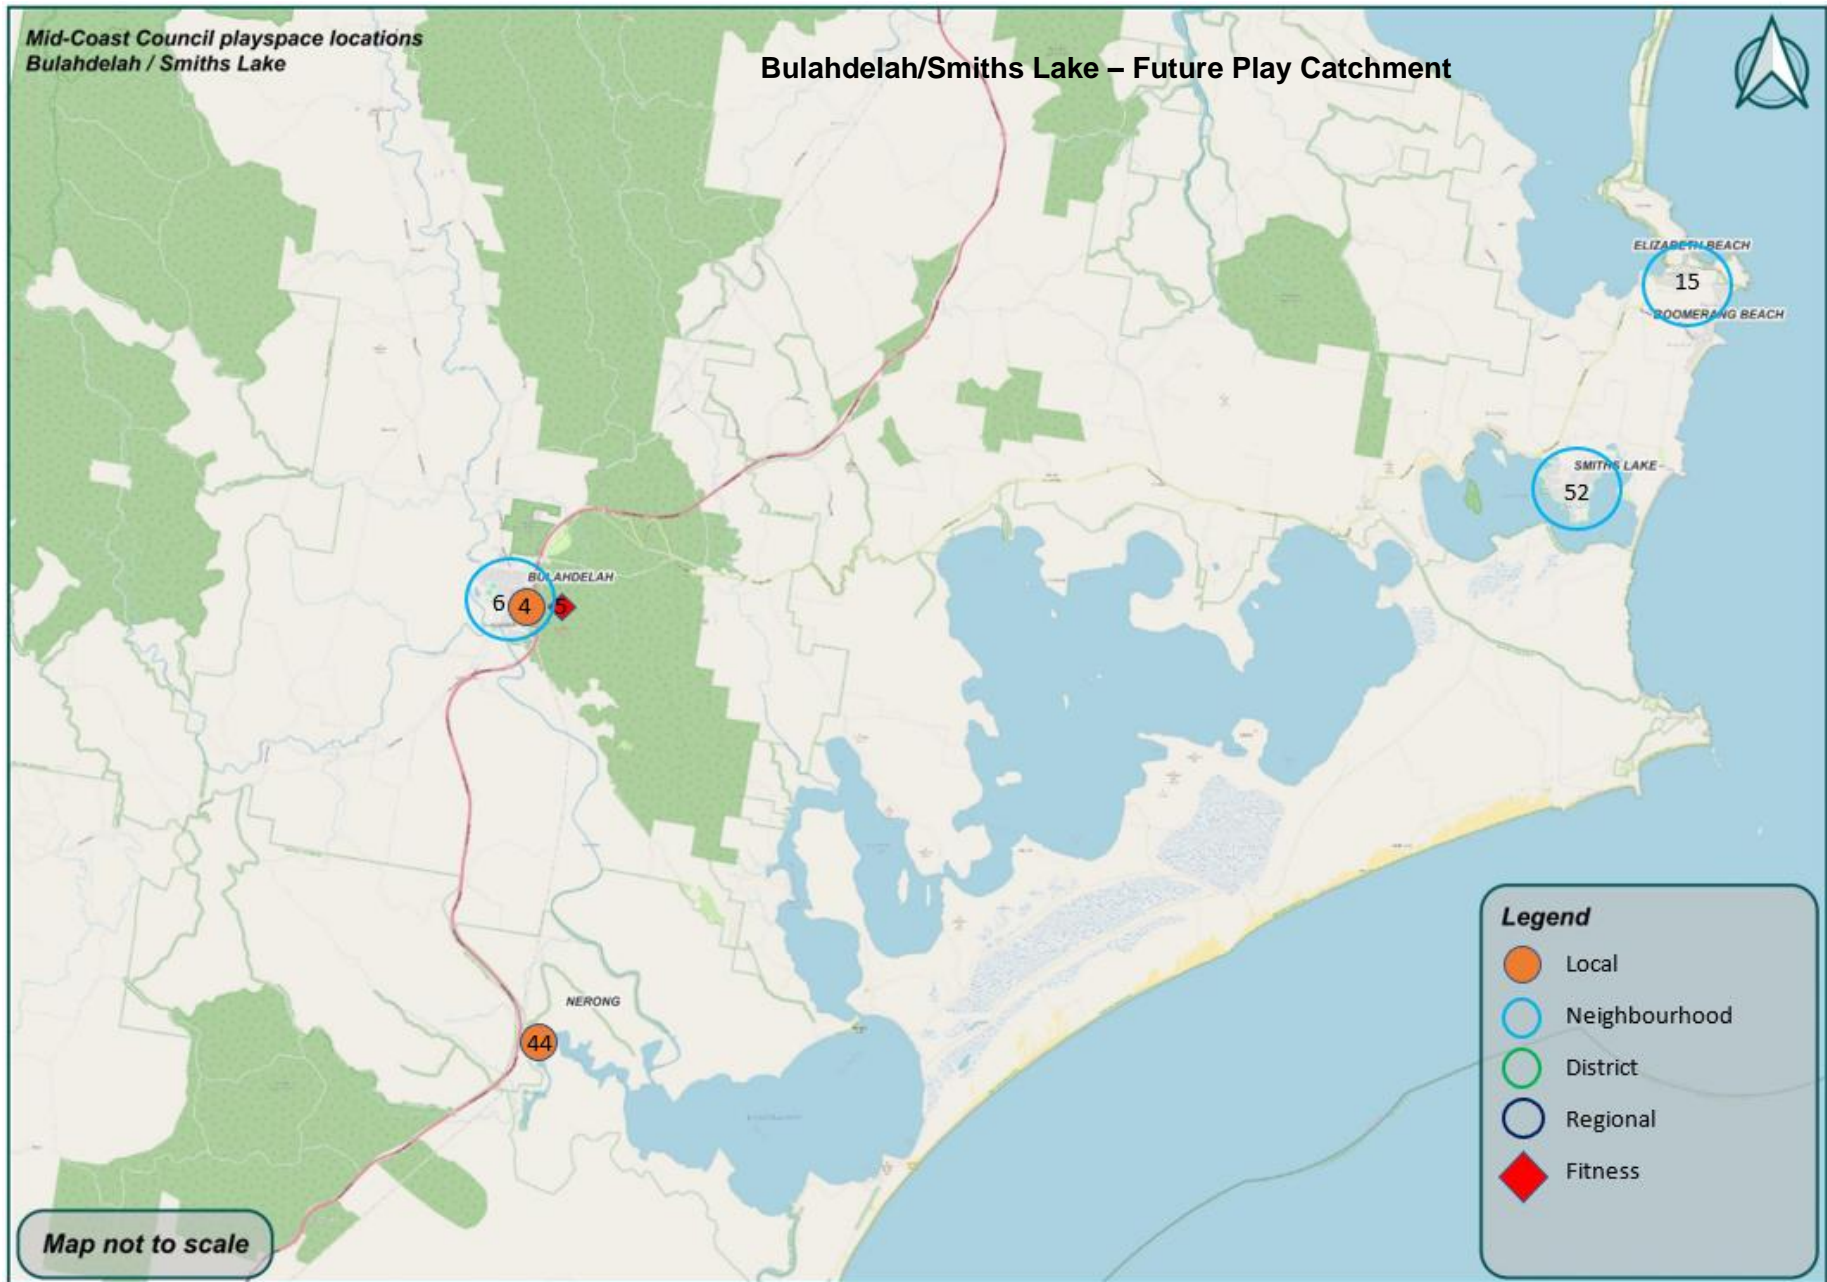 Mid-Coast Council playspace locations
Bulahdelah / Smiths Lake
Bulahdelah/Smiths Lake – Future Play Catchment
ELIZABETH BEACH
15
BOOMERANG BEACH
SMITHS LAKE
52
BULAHDELAH
6 4 5
NERONG
44
Legend
Local
Neighbourhood
District
Regional
Fitness
Map not to scale